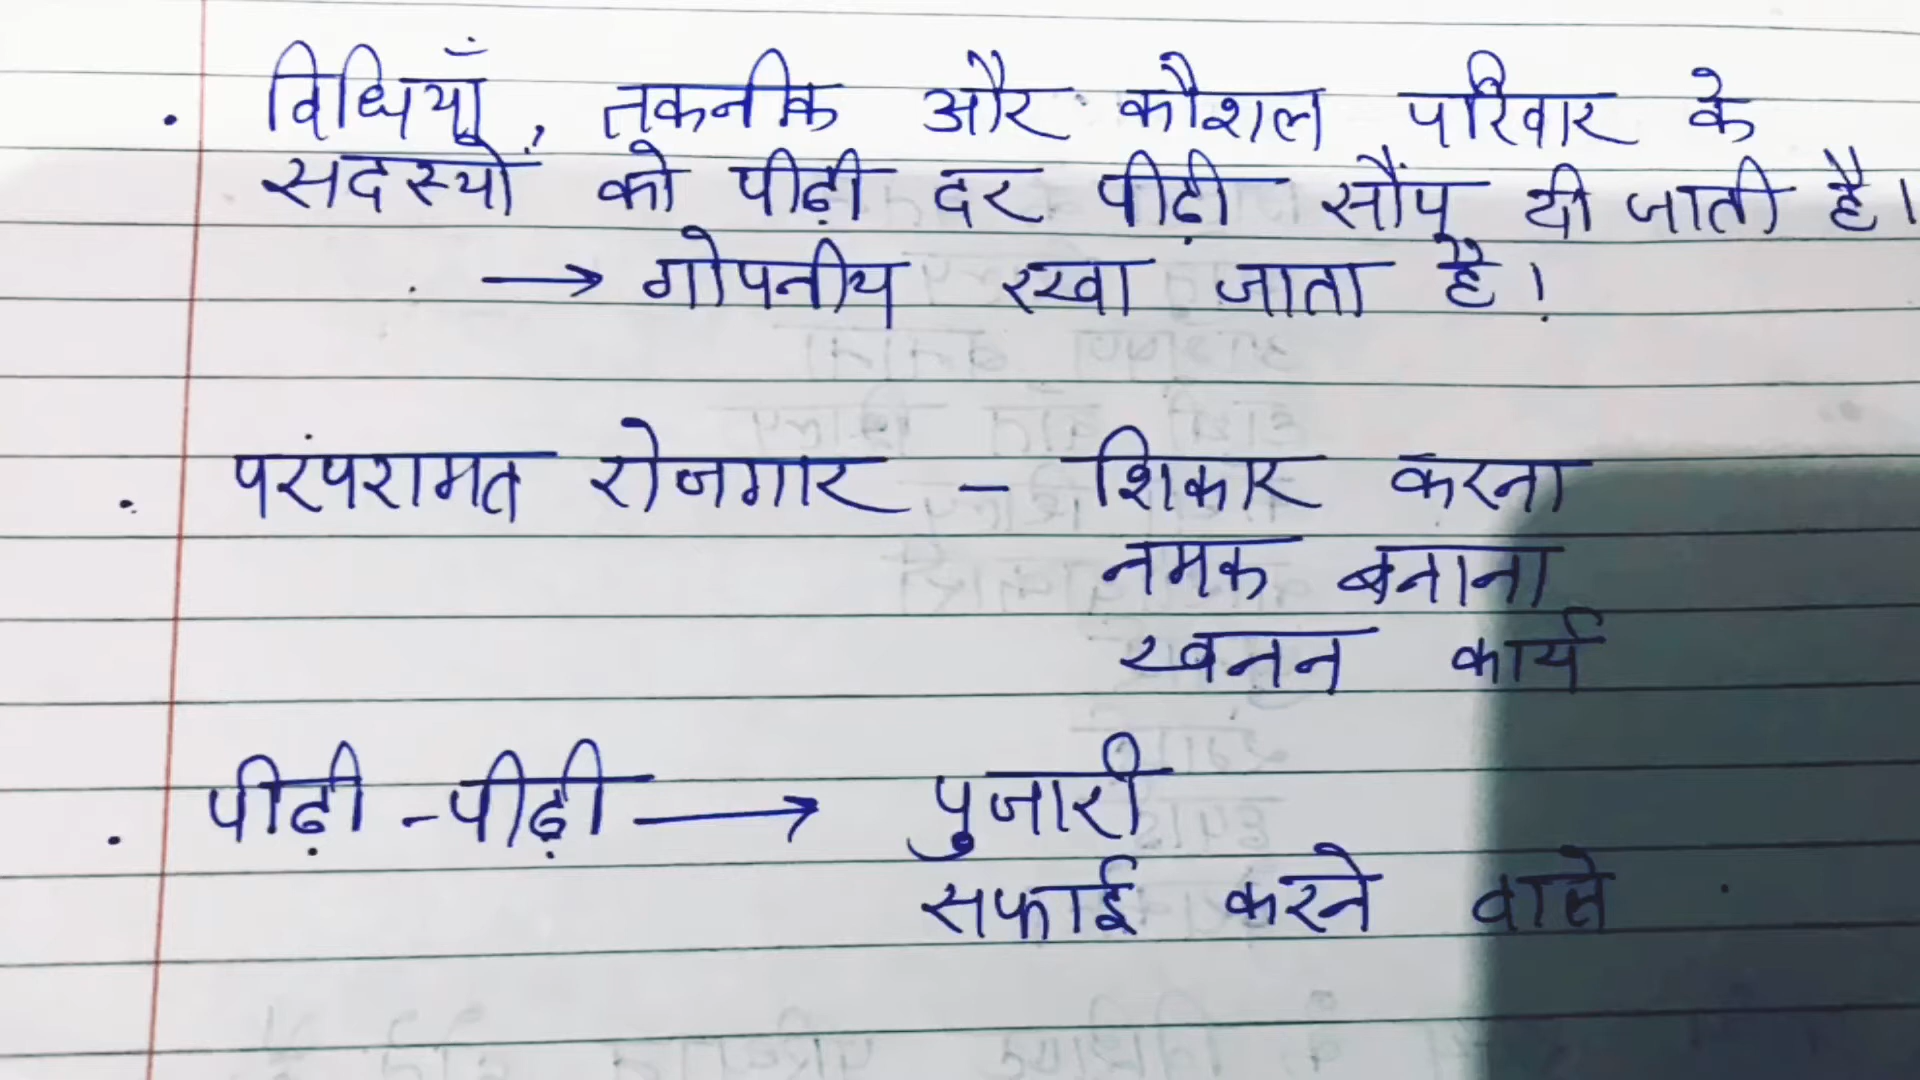 . विधियाँ, तकनीक और कौशल परिवार के
सदस्यों को पीढ़ी दर पीढ़ी सौंप दी जाती है।
→ गोपनीय रखा जाता है।
. परंपरागत रोजगार - शिकार करना
नमक बनाना
खनन कार्य
. पीढ़ी - पीढ़ी → पुजारी
सफाई करने वाले